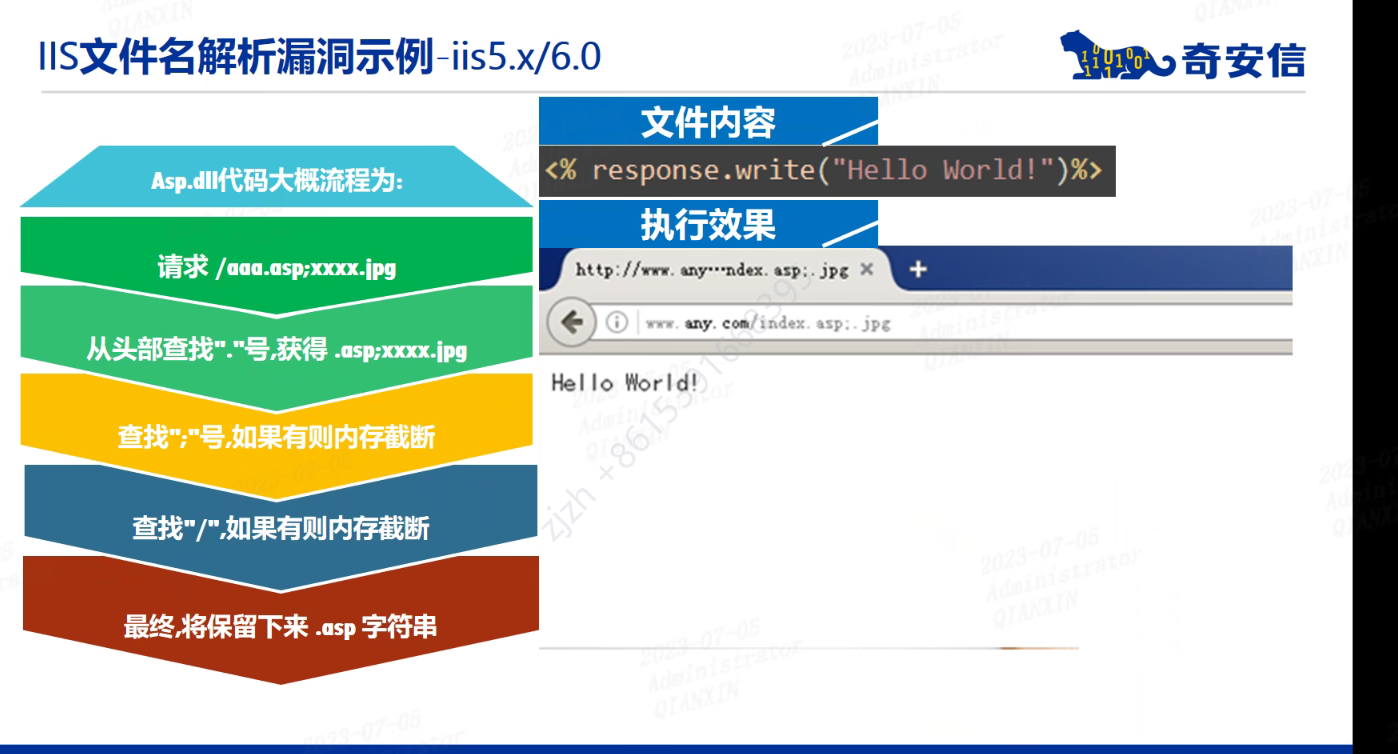 IIS文件名解析漏洞示例-iis5.x/6.0
奇安信
Asp.dll代码大概流程为:
请求 /aaa.asp;xxxx.jpg
从头部查找"."号,获得 .asp;xxxx.jpg
查找";"号,如果有则内存截断
查找"/",如果有则内存截断
最终,将保留下来 .asp 字符串
文件内容
<% response.write("Hello World!")%>
执行效果
http://www.any···ndex.asp;.jpg × +
www.any.com/index.asp;.jpg
Hello World!
2023-07-05
Administrator
QIANXIN